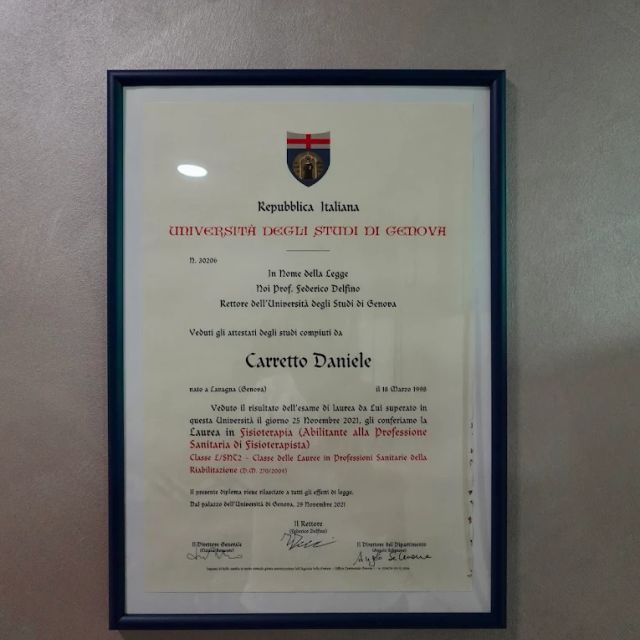 Repubblica Italiana
UNIVERSITÀ DEGLI STUDI DI GENOVA
N. 30206
In Nome della Legge
Noi Prof. Federico Delfino
Rettore dell'Università degli Studi di Genova
Veduti gli attestati degli studi compiuti da
Carretto Daniele
nato a Lavagna (Genova) il 18 Marzo 1998
Veduto il risultato dell'esame di laurea da Lui superato in
questa Università il giorno 25 Novembre 2021, gli conferiamo la
Laurea in Fisioterapia (Abilitante alla Professione
Sanitaria di Fisioterapista)
Classe L/SNT2 - Classe delle Lauree in Professioni Sanitarie della
Riabilitazione (D.M. 270/2004)
Il presente diploma viene rilasciato a tutti gli effetti di legge.
Dal palazzo dell'Università di Genova, 29 Novembre 2021
Il Rettore
(Federico Delfino)
Il Direttore Generale Il Direttore del Dipartimento